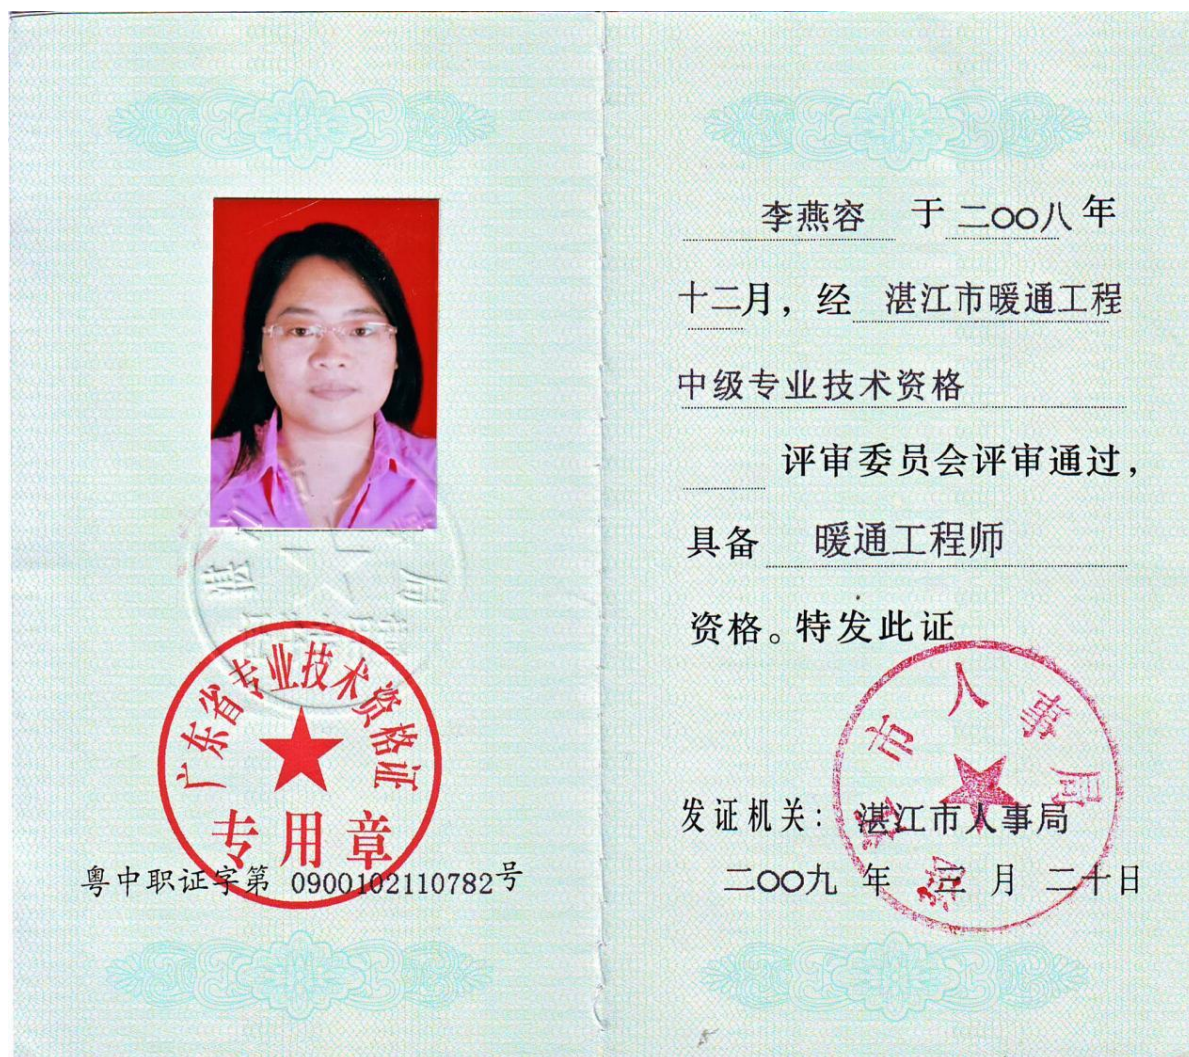 湛 局
广东省专业技术资格证
专用章
粤中职证字第 0900102110782号
李燕容 于 二〇〇八 年
十二月，经 湛江市暖通工程
中级专业技术资格
评审委员会评审通过，
具备 暖通工程师
资格。特发此证
湛江市人事局
发证机关：湛江市人事局
二〇〇九 年 月 二十日